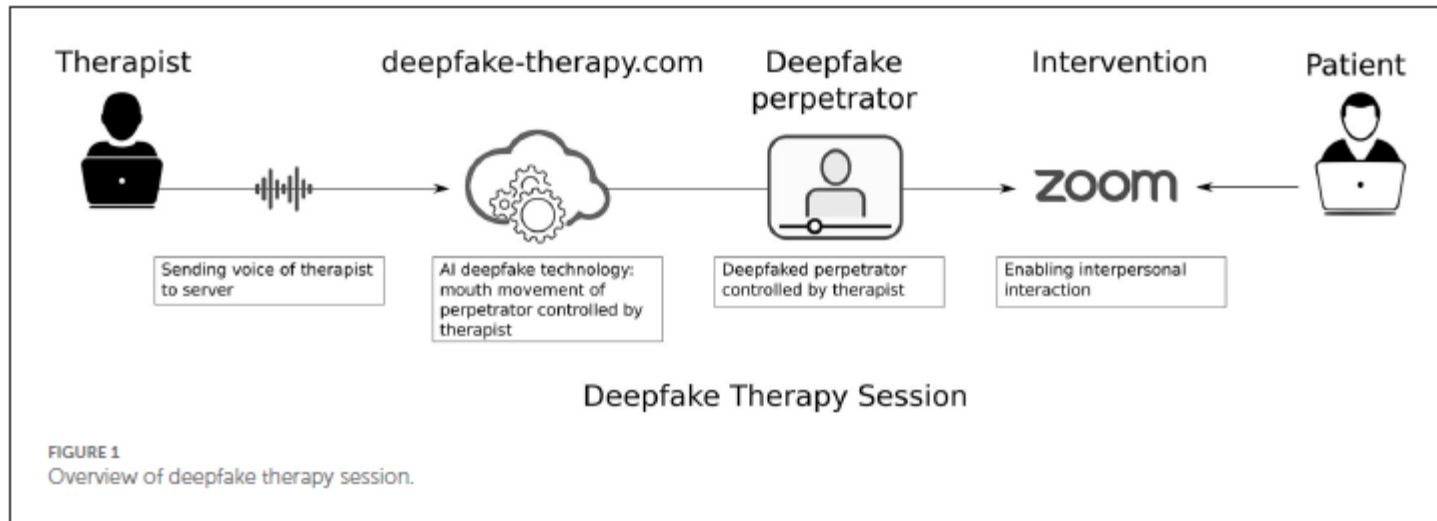 Therapist
deepfake-therapy.com
Deepfake
perpetrator
Intervention
Patient
zoom
Sending voice of therapist
to server
AI deepfake technology:
mouth movement of
perpetrator controlled by
therapist
Deepfaked perpetrator
controlled by therapist
Enabling interpersonal
interaction
Deepfake Therapy Session
FIGURE 1
Overview of deepfake therapy session.